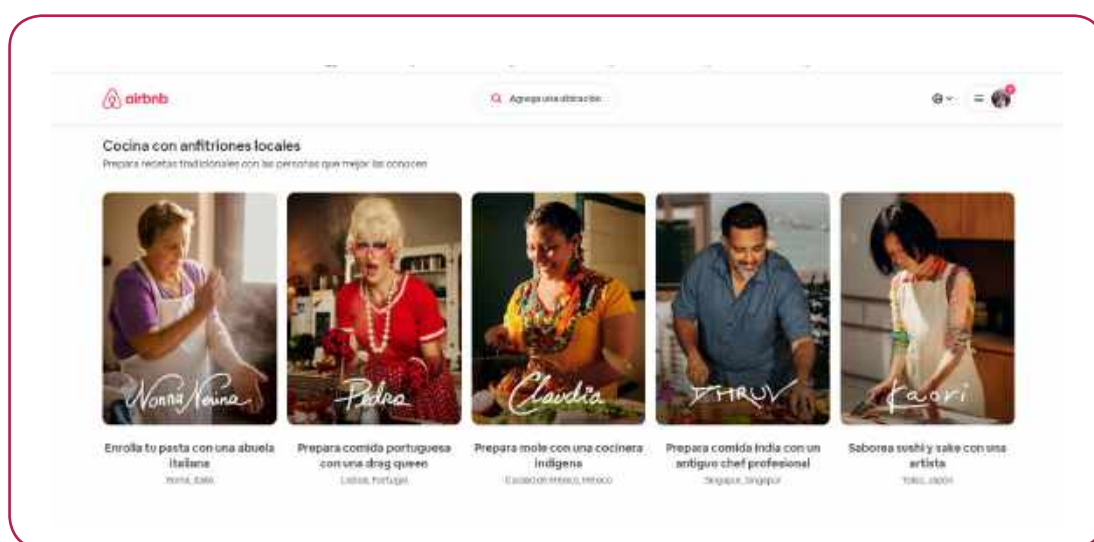 airbnb
Agrega una ubicación
Cocina con anfitriones locales
Prepara recetas tradicionales con las personas que mejor las conocen
Nonna Nerina
Pedra
Claudia
DHRUV
Kaori
Enrolla tu pasta con una abuela
italiana
Roma, Italia
Prepara comida portuguesa
con una drag queen
Lisboa, Portugal
Prepara mole con una cocinera
indígena
Ciudad de México, México
Prepara comida india con un
antiguo chef profesional
Singapur, Singapur
Saborea sushi y sake con una
artista
Tokio, Japón